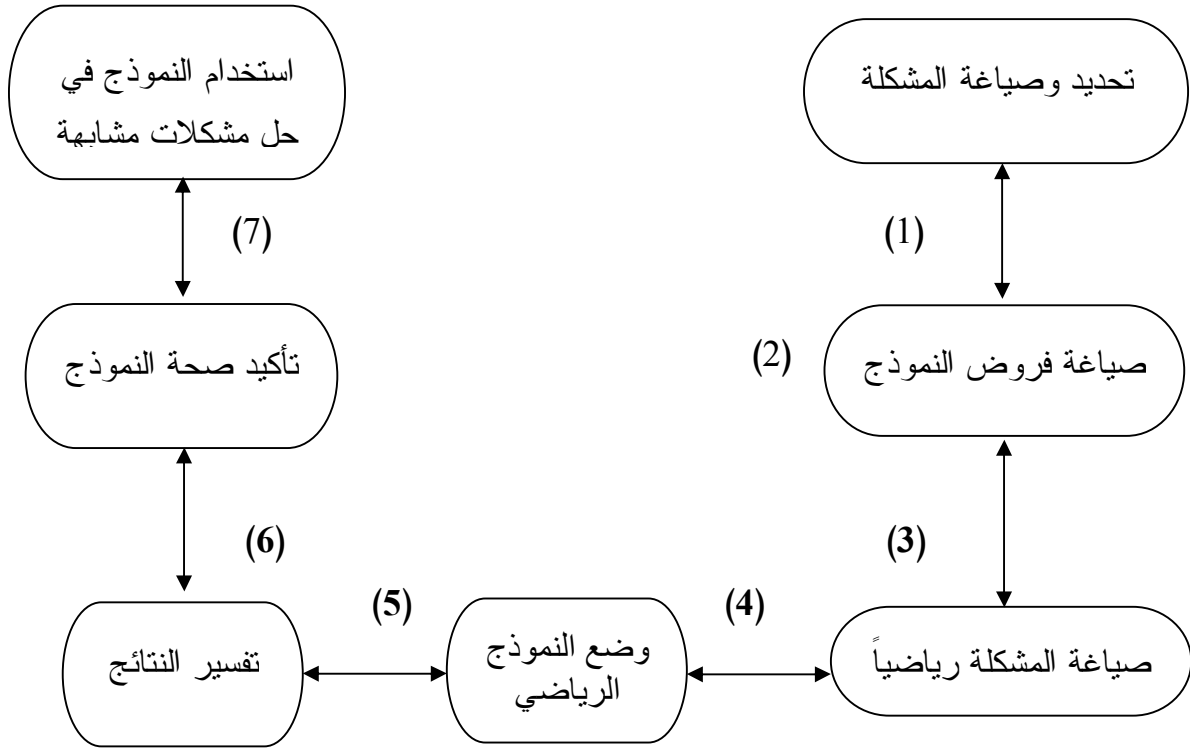 تحديد وصياغة المشكلة
(1)
صياغة فروض النموذج
(2)
(3)
صياغة المشكلة رياضياً
(4)
وضع النموذج
الرياضي
(5)
تفسير النتائج
(6)
تأكيد صحة النموذج
(7)
استخدام النموذج في
حل مشكلات مشابهة